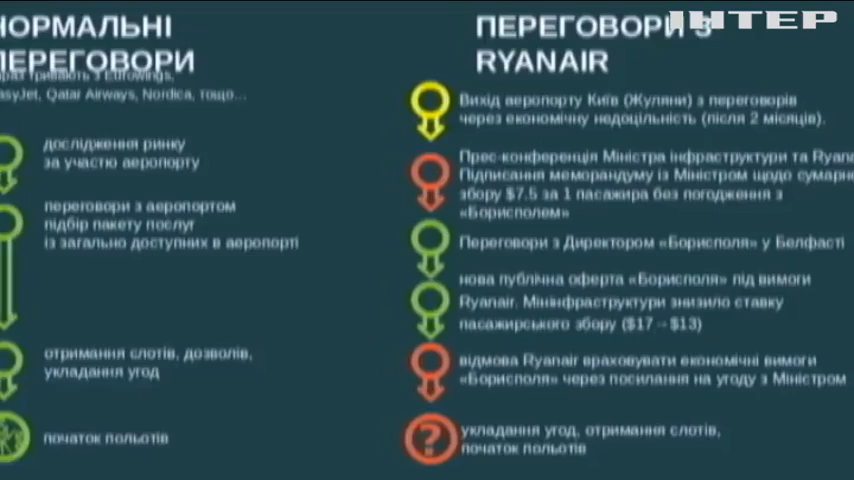 ІНТЕР
НОРМАЛЬНІ
ПЕРЕГОВОРИ
тривають з Eurowings,
EasyJet, Qatar Airways, Nordica, тощо...
дослідження ринку
за участю аеропорту
переговори з аеропортом
підбір пакету послуг
із загально доступних в аеропорті
отримання слотів, дозволів,
укладання угод
початок польотів
ПЕРЕГОВОРИ З
RYANAIR
Вихід аеропорту Київ (Жуляни) з переговорів
через економічну недоцільність (після 2 місяців).
Прес-конференція Міністра інфраструктури та Ryana
Підписання меморандуму із Міністром щодо сумарно
збору $7.5 за 1 пасажира без погодження з
«Борисполем»
Переговори з Директором «Борисполя» у Белфасті
нова публічна оферта «Борисполя» під вимоги
Ryanair. Мінінфраструктури знизило ставку
пасажирського збору ($17 → $13)
відмова Ryanair враховувати економічні вимоги
«Борисполя» через посилання на угоду з Міністром
?
укладання угод, отримання слотів,
початок польотів